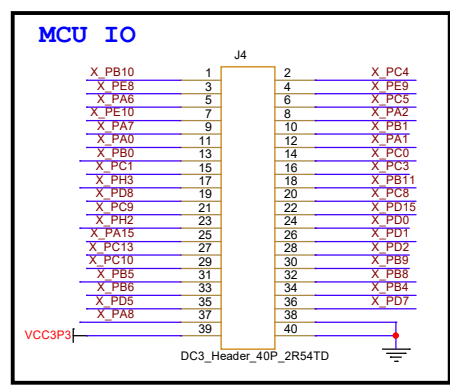 MCU IO
J4
X_PB10 1 2 X_PC4
X_PE8 3 4 X_PE9
X_PA6 5 6 X_PC5
X_PE10 7 8 X_PA2
X_PA7 9 10 X_PB1
X_PA0 11 12 X_PA1
X_PB0 13 14 X_PC0
X_PC1 15 16 X_PC3
X_PH3 17 18 X_PB11
X_PD8 19 20 X_PC8
X_PC9 21 22 X_PD15
X_PH2 23 24 X_PD0
X_PA15 25 26 X_PD1
X_PC13 27 28 X_PD2
X_PC10 29 30 X_PB9
X_PB5 31 32 X_PB8
X_PB6 33 34 X_PB4
X_PD5 35 36 X_PD7
X_PA8 37 38
VCC3P3 39 40
DC3_Header_40P_2R54TD